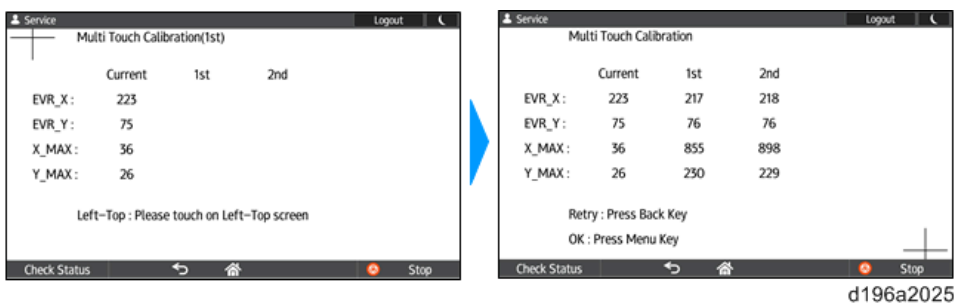 Service Logout
Multi Touch Calibration(1st)
Current 1st 2nd
EVR_X : 223
EVR_Y : 75
X_MAX : 36
Y_MAX : 26
Left-Top : Please touch on Left-Top screen
Check Status Stop
Service Logout
Multi Touch Calibration
Current 1st 2nd
EVR_X : 223 217 218
EVR_Y : 75 76 76
X_MAX : 36 855 898
Y_MAX : 26 230 229
Retry : Press Back Key
OK : Press Menu Key
Check Status Stop
d196a2025